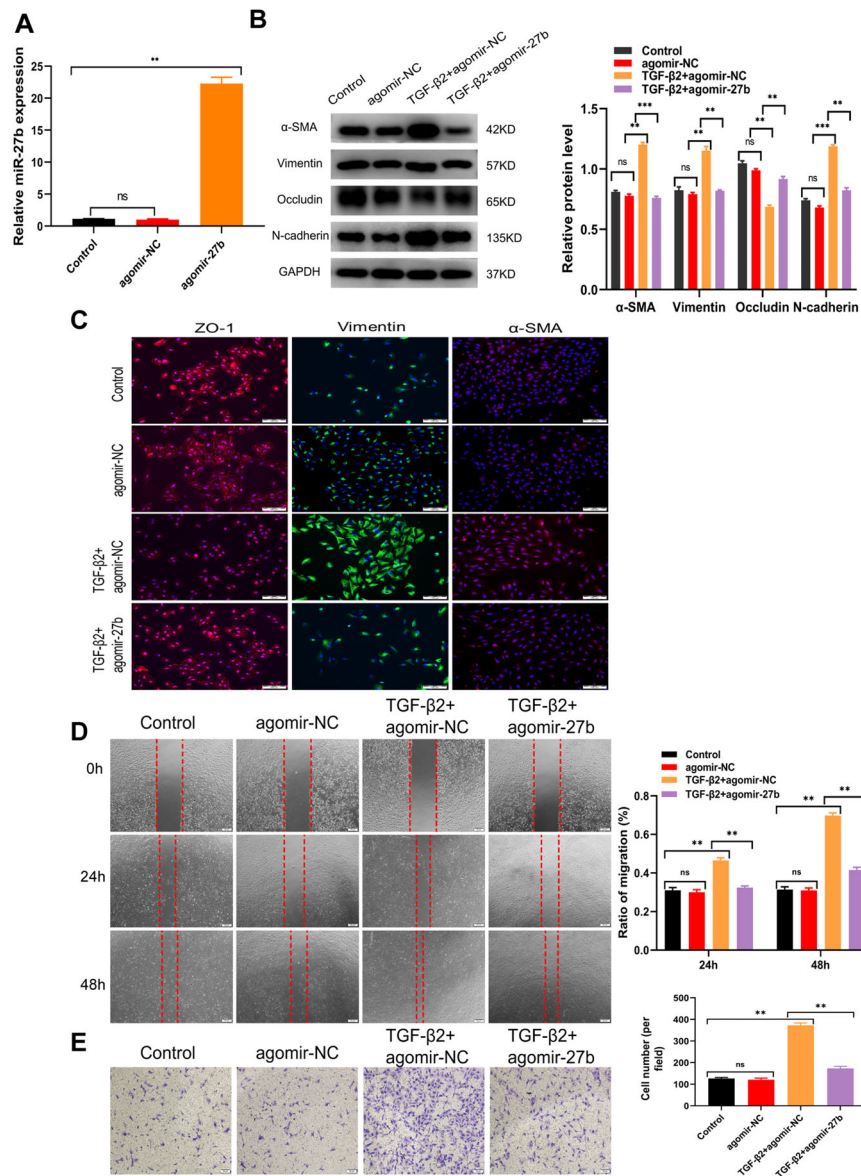 A
**
ns
Relative miR-27b expression
25
20
15
10
5
0
Control
agomir-NC
agomir-27b
B
Control
agomir-NC
TGF-β2+agomir-NC
TGF-β2+agomir-27b
α-SMA
42KD
Vimentin
57KD
Occludin
65KD
N-cadherin
135KD
GAPDH
37KD
Control
agomir-NC
TGF-β2+agomir-NC
TGF-β2+agomir-27b
Relative protein level
1.5
1.0
0.5
0.0
ns
**
***
ns
**
**
ns
**
**
ns
***
**
α-SMA
Vimentin
Occludin
N-cadherin
C
ZO-1
Vimentin
α-SMA
Control
agomir-NC
TGF-β2+
agomir-NC
TGF-β2+
agomir-27b
D
Control
agomir-NC
TGF-β2+
agomir-NC
TGF-β2+
agomir-27b
0h
24h
48h
Control
agomir-NC
TGF-β2+agomir-NC
TGF-β2+agomir-27b
Ratio of migration (%)
0.8
0.6
0.4
0.2
0.0
ns
**
**
ns
**
**
24h
48h
E
Control
agomir-NC
TGF-β2+
agomir-NC
TGF-β2+
agomir-27b
Cell number (per
field)
500
400
300
200
100
0
ns
**
**
Control
agomir-NC
TGF-β2+agomir-NC
TGF-β2+agomir-27b